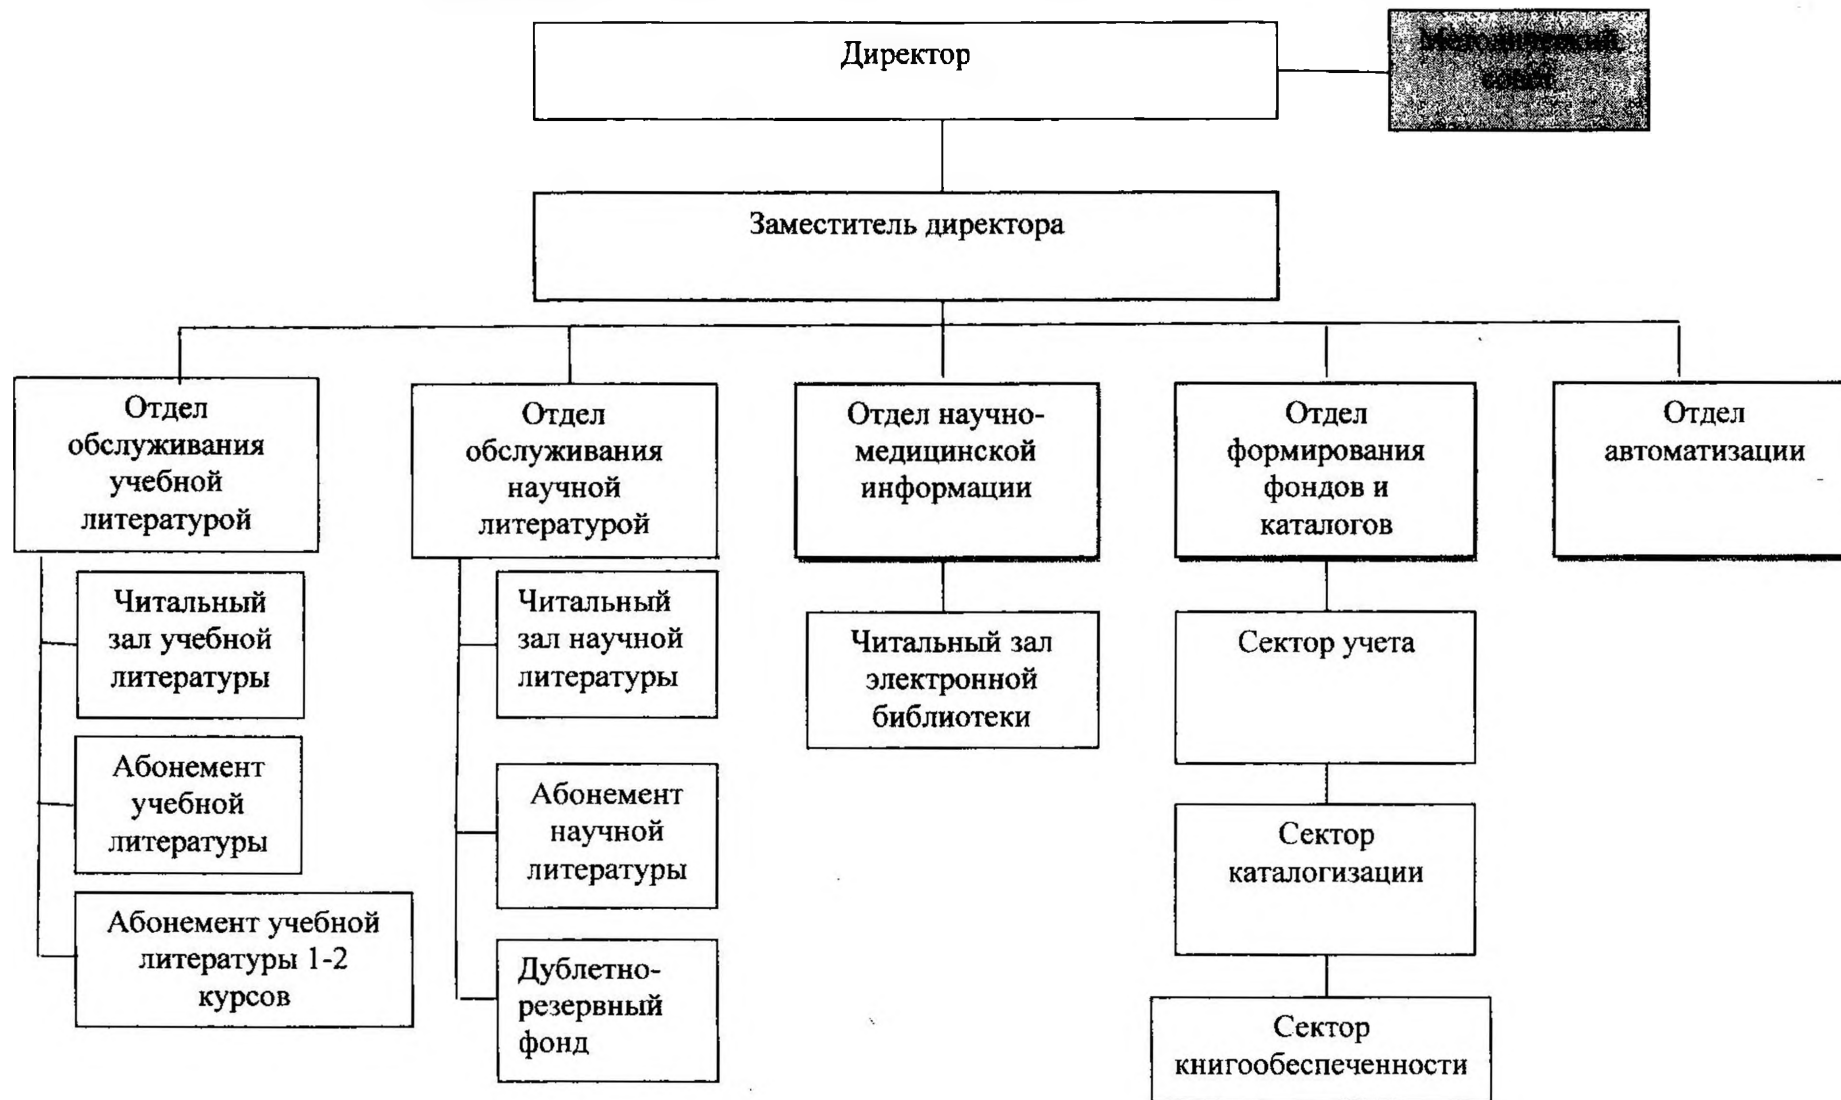 Директор
Методический
совет
Заместитель директора
Отдел
обслуживания
учебной
литературой
Отдел
обслуживания
научной
литературой
Отдел научно-
медицинской
информации
Отдел
формирования
фондов и
каталогов
Отдел
автоматизации
Читальный
зал учебной
литературы
Абонемент
учебной
литературы
Абонемент учебной
литературы 1-2
курсов
Читальный
зал научной
литературы
Абонемент
научной
литературы
Дублетно-
резервный
фонд
Читальный зал
электронной
библиотеки
Сектор учета
Сектор
каталогизации
Сектор
книгообеспеченности